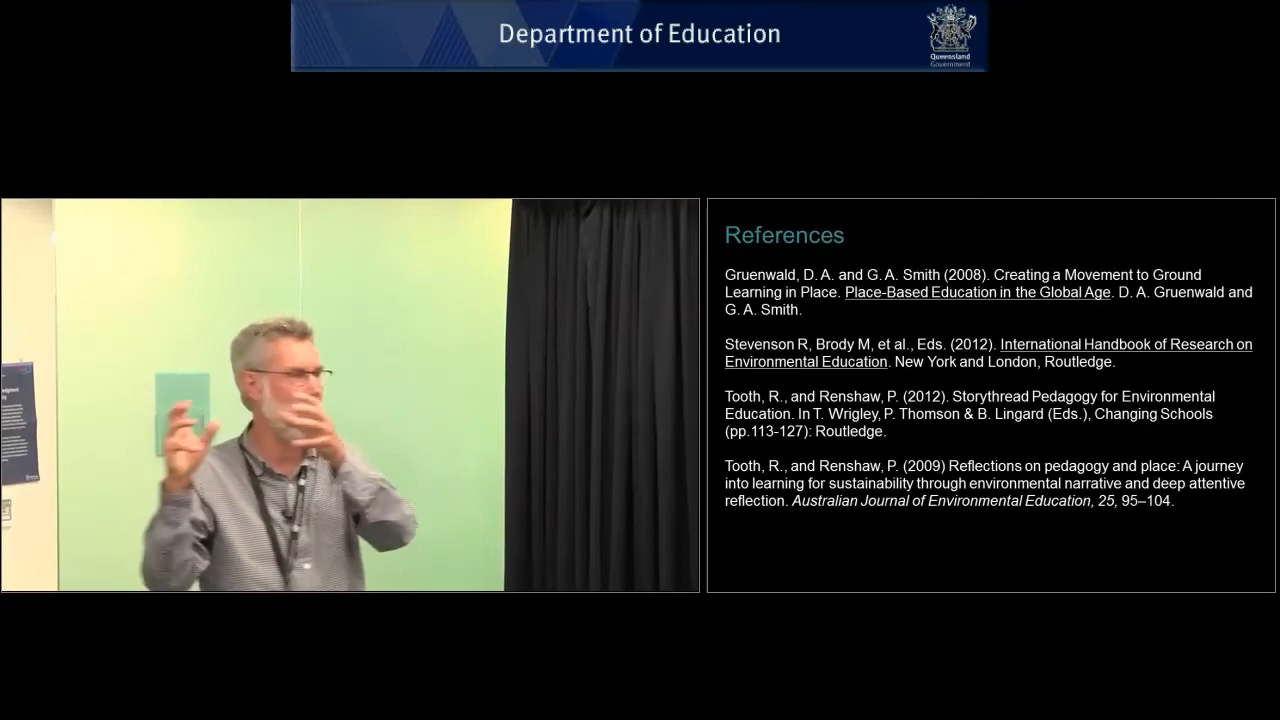 Department of Education
Queensland
Government
References
Gruenwald, D. A. and G. A. Smith (2008). Creating a Movement to Ground
Learning in Place. Place-Based Education in the Global Age. D. A. Gruenwald and
G. A. Smith.
Stevenson R, Brody M, et al., Eds. (2012). International Handbook of Research on
Environmental Education. New York and London, Routledge.
Tooth, R., and Renshaw, P. (2012). Storythread Pedagogy for Environmental
Education. In T. Wrigley, P. Thomson & B. Lingard (Eds.), Changing Schools
(pp.113-127): Routledge.
Tooth, R., and Renshaw, P. (2009) Reflections on pedagogy and place: A journey
into learning for sustainability through environmental narrative and deep attentive
reflection. Australian Journal of Environmental Education, 25, 95–104.